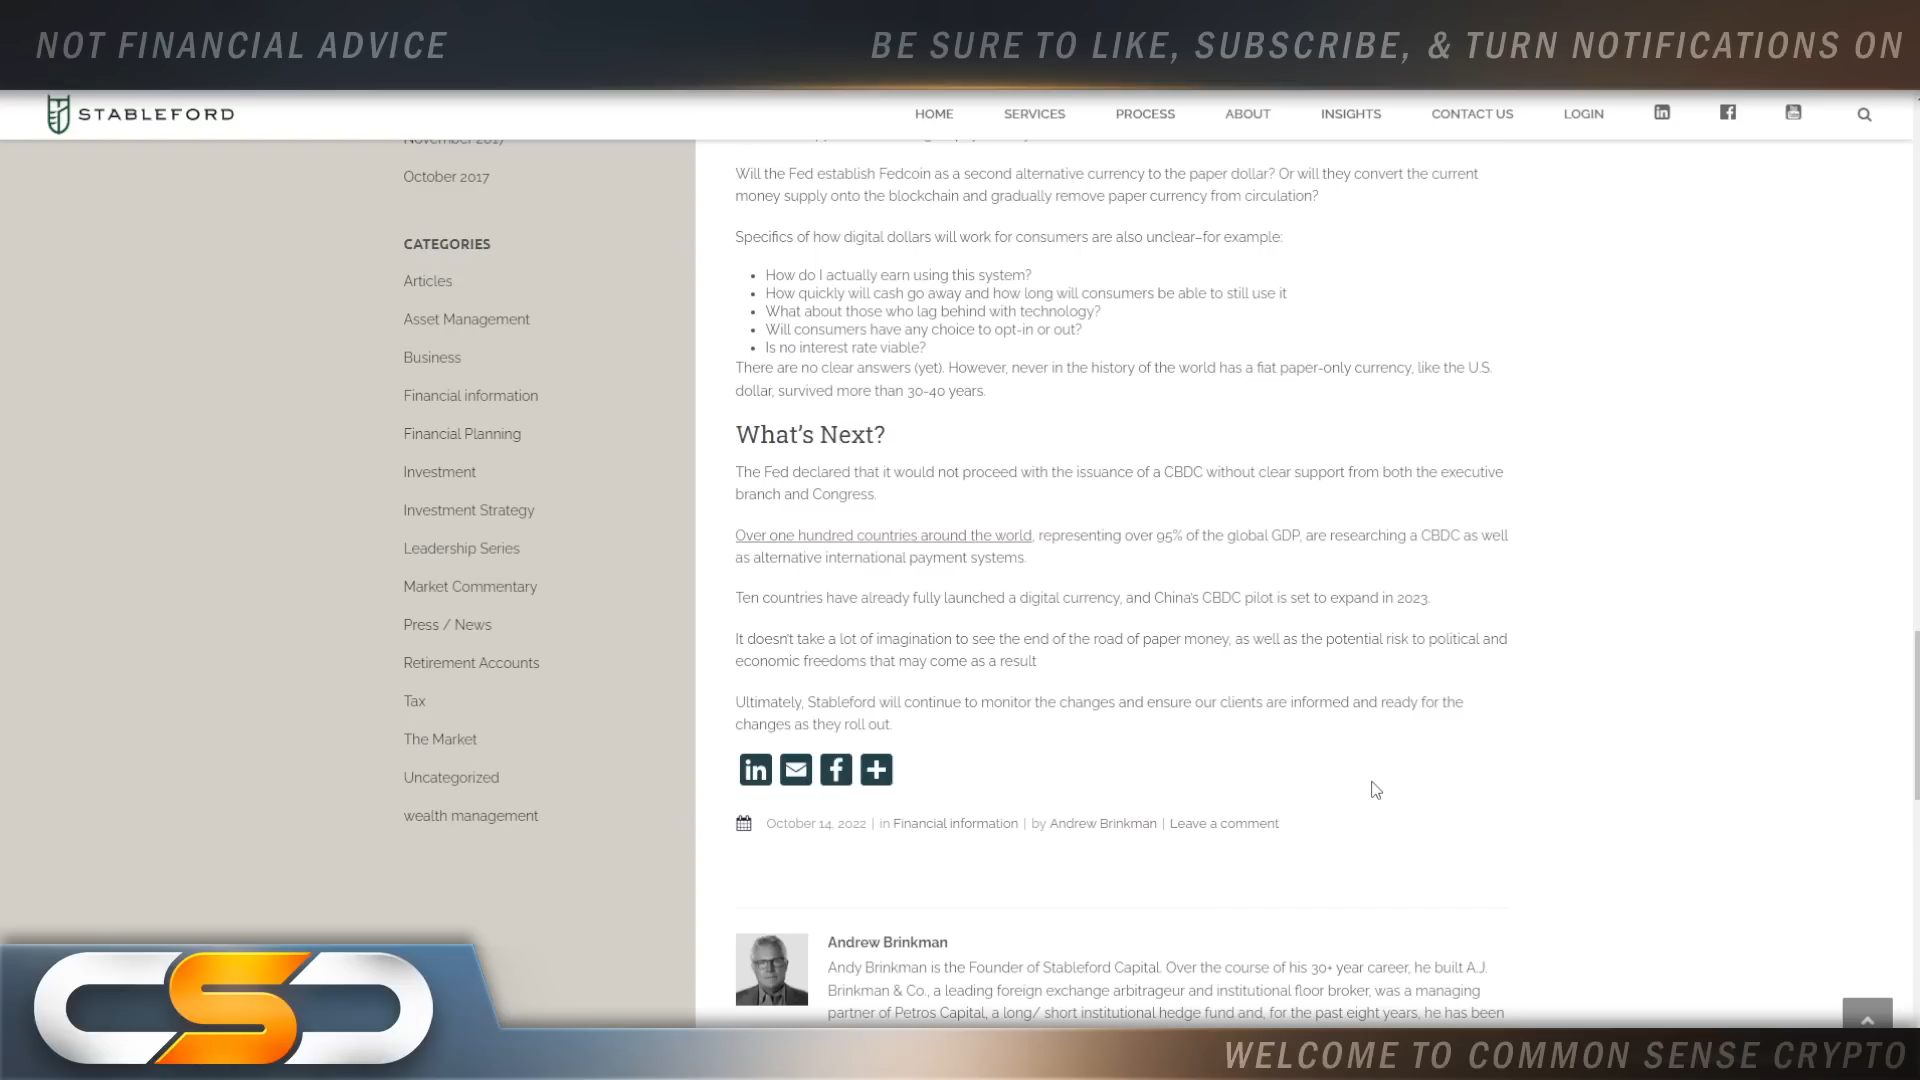 NOT FINANCIAL ADVICE
BE SURE TO LIKE, SUBSCRIBE, & TURN NOTIFICATIONS ON
STABLEFORD
HOME SERVICES PROCESS ABOUT INSIGHTS CONTACT US LOGIN
November 2017
October 2017
CATEGORIES
Articles
Asset Management
Business
Financial information
Financial Planning
Investment
Investment Strategy
Leadership Series
Market Commentary
Press / News
Retirement Accounts
Tax
The Market
Uncategorized
wealth management
Will the Fed establish Fedcoin as a second alternative currency to the paper dollar? Or will they convert the current
money supply onto the blockchain and gradually remove paper currency from circulation?
Specifics of how digital dollars will work for consumers are also unclear–for example:
• How do I actually earn using this system?
• How quickly will cash go away and how long will consumers be able to still use it
• What about those who lag behind with technology?
• Will consumers have any choice to opt-in or out?
• Is no interest rate viable?
There are no clear answers (yet). However, never in the history of the world has a fiat paper-only currency, like the U.S.
dollar, survived more than 30-40 years.
What's Next?
The Fed declared that it would not proceed with the issuance of a CBDC without clear support from both the executive
branch and Congress.
Over one hundred countries around the world, representing over 95% of the global GDP, are researching a CBDC as well
as alternative international payment systems.
Ten countries have already fully launched a digital currency, and China's CBDC pilot is set to expand in 2023.
It doesn't take a lot of imagination to see the end of the road of paper money, as well as the potential risk to political and
economic freedoms that may come as a result
Ultimately, Stableford will continue to monitor the changes and ensure our clients are informed and ready for the
changes as they roll out.
October 14, 2022 | in Financial information | by Andrew Brinkman | Leave a comment
Andrew Brinkman
Andy Brinkman is the Founder of Stableford Capital. Over the course of his 30+ year career, he built A.J.
Brinkman & Co., a leading foreign exchange arbitrageur and institutional floor broker, was a managing
partner of Petros Capital, a long/ short institutional hedge fund and, for the past eight years, he has been
CSC
WELCOME TO COMMON SENSE CRYPTO